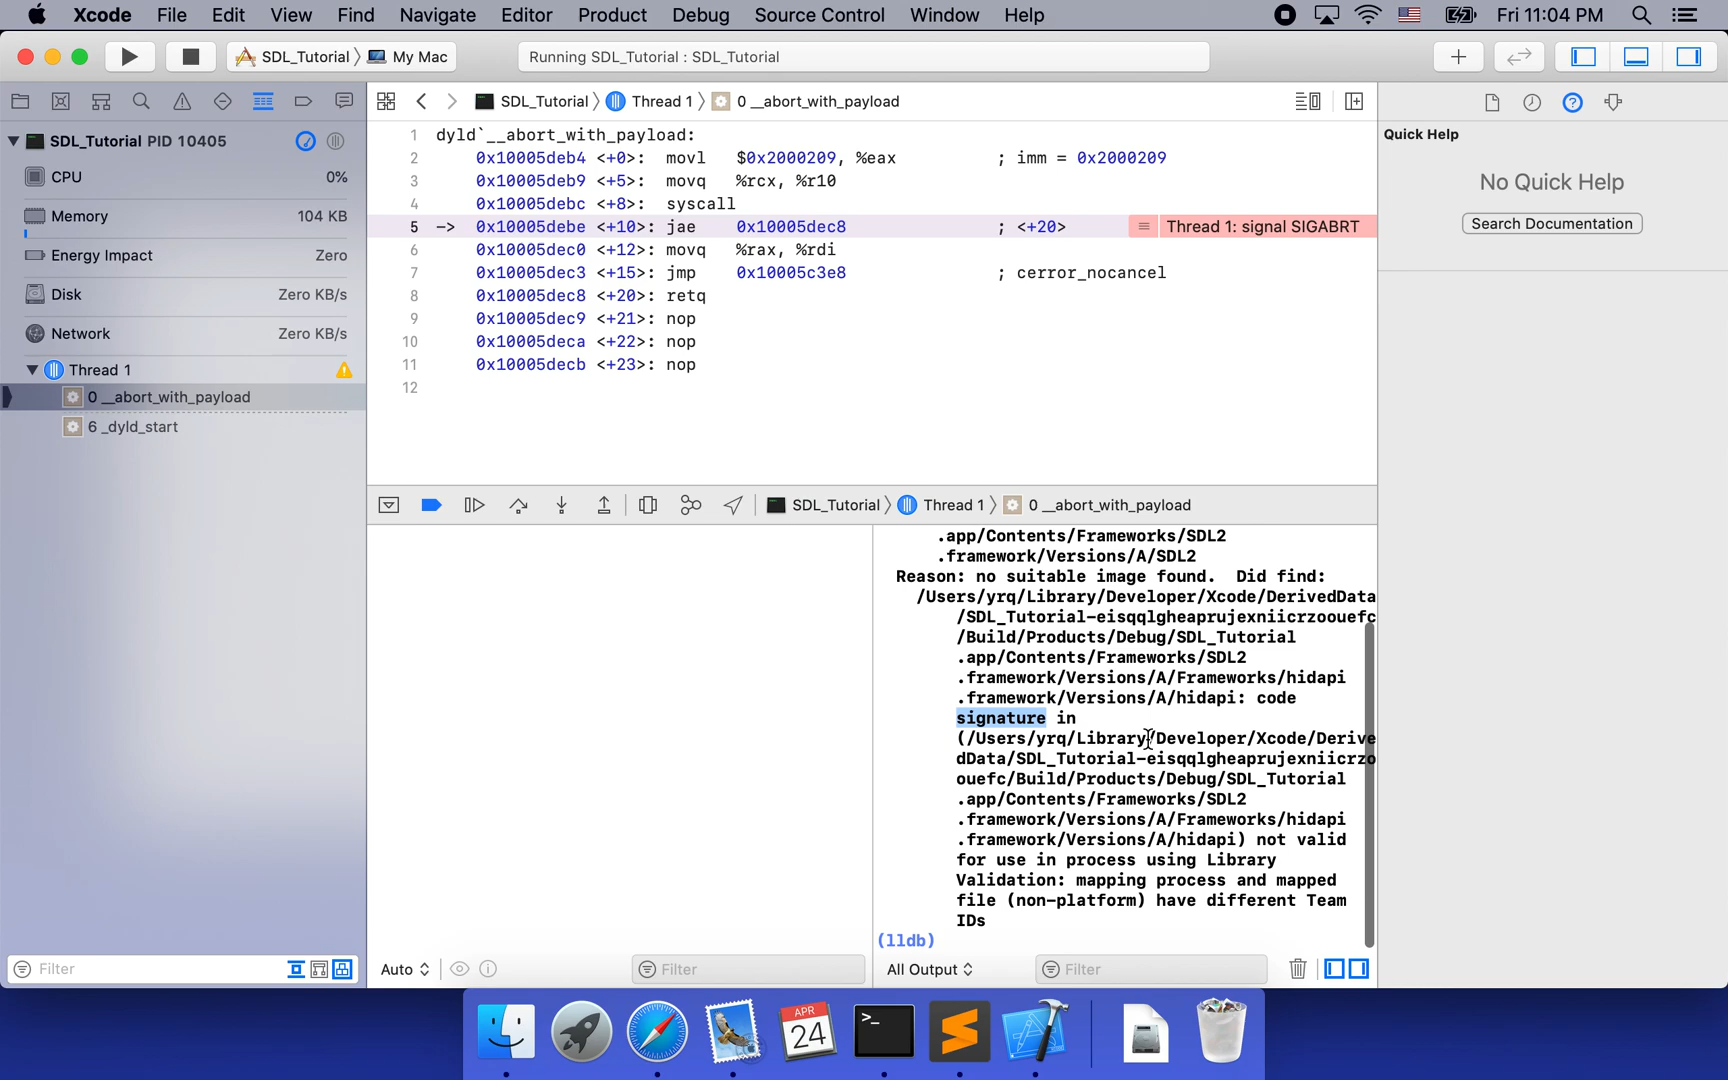 Xcode File Edit View Find Navigate Editor Product Debug Source Control Window Help Fri 11:04 PM
SDL_Tutorial My Mac Running SDL_Tutorial : SDL_Tutorial
SDL_Tutorial Thread 1 0 __abort_with_payload
SDL_Tutorial PID 10405
CPU 0%
Memory 104 KB
Energy Impact Zero
Disk Zero KB/s
Network Zero KB/s
Thread 1
0 __abort_with_payload
6 _dyld_start
Filter
1 dyld`__abort_with_payload:
2 0x10005deb4 <+0>: movl $0x2000209, %eax ; imm = 0x2000209
3 0x10005deb9 <+5>: movq %rcx, %r10
4 0x10005debc <+8>: syscall
5 -> 0x10005debe <+10>: jae 0x10005dec8 ; <+20> Thread 1: signal SIGABRT
6 0x10005dec0 <+12>: movq %rax, %rdi
7 0x10005dec3 <+15>: jmp 0x10005c3e8 ; cerror_nocancel
8 0x10005dec8 <+20>: retq
9 0x10005dec9 <+21>: nop
10 0x10005deca <+22>: nop
11 0x10005decb <+23>: nop
12
SDL_Tutorial Thread 1 0 __abort_with_payload
.app/Contents/Frameworks/SDL2
.framework/Versions/A/SDL2
Reason: no suitable image found. Did find:
/Users/yrq/Library/Developer/Xcode/DerivedData
/SDL_Tutorial-eisqqlgheaprujexniicrzoouefc
/Build/Products/Debug/SDL_Tutorial
.app/Contents/Frameworks/SDL2
.framework/Versions/A/Frameworks/hidapi
.framework/Versions/A/hidapi: code
signature in
(/Users/yrq/Library/Developer/Xcode/Derive
dData/SDL_Tutorial-eisqqlgheaprujexniicrzo
ouefc/Build/Products/Debug/SDL_Tutorial
.app/Contents/Frameworks/SDL2
.framework/Versions/A/Frameworks/hidapi
.framework/Versions/A/hidapi) not valid
for use in process using Library
Validation: mapping process and mapped
file (non-platform) have different Team
IDs
(lldb)
Auto Filter All Output Filter
Quick Help
No Quick Help
Search Documentation
APR
24
>_